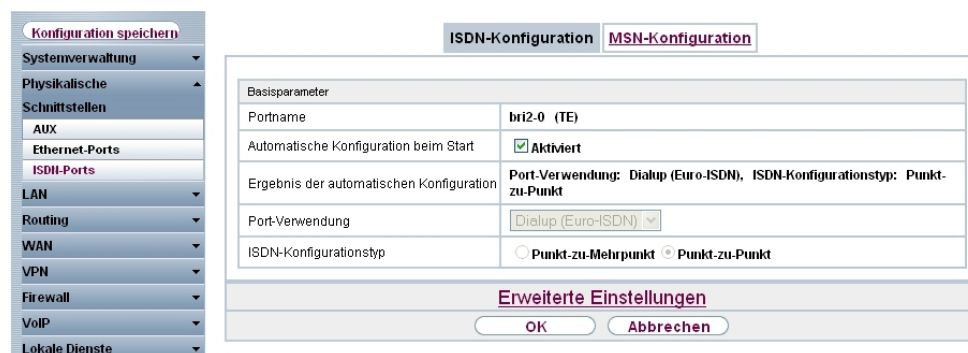 Konfiguration speichern
Systemverwaltung
Physikalische
Schnittstellen
AUX
Ethernet-Ports
ISDN-Ports
LAN
Routing
WAN
VPN
Firewall
VoIP
Lokale Dienste
ISDN-Konfiguration MSN-Konfiguration
Basisparameter
Portname bri2-0 (TE)
Automatische Konfiguration beim Start Aktiviert
Ergebnis der automatischen Konfiguration Port-Verwendung: Dialup (Euro-ISDN), ISDN-Konfigurationstyp: Punkt-
zu-Punkt
Port-Verwendung Dialup (Euro-ISDN)
ISDN-Konfigurationstyp Punkt-zu-Mehrpunkt Punkt-zu-Punkt
Erweiterte Einstellungen
OK Abbrechen